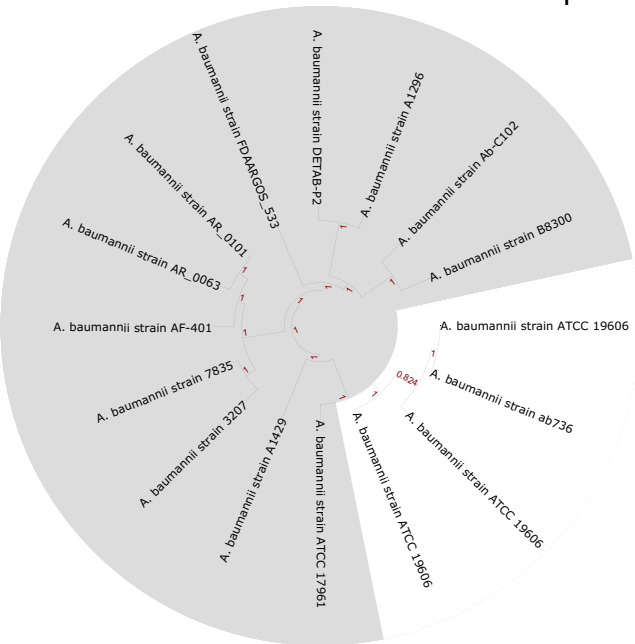 A. baumannii strain DETAB-P2
A. baumannii strain A1296
A. baumannii strain Ab-C102
A. baumannii strain B8300
A. baumannii strain ATCC 19606
A. baumannii strain ab736
A. baumannii strain ATCC 19606
A. baumannii strain ATCC 19606
A. baumannii strain ATCC 17961
A. baumannii strain A1429
A. baumannii strain 3207
A. baumannii strain 7835
A. baumannii strain AF-401
A. baumannii strain AR_0063
A. baumannii strain AR_0101
A. baumannii strain FDAARGOS_533
1
1
1
1
1
1
1
1
1
1
1
1
1
0.824
1